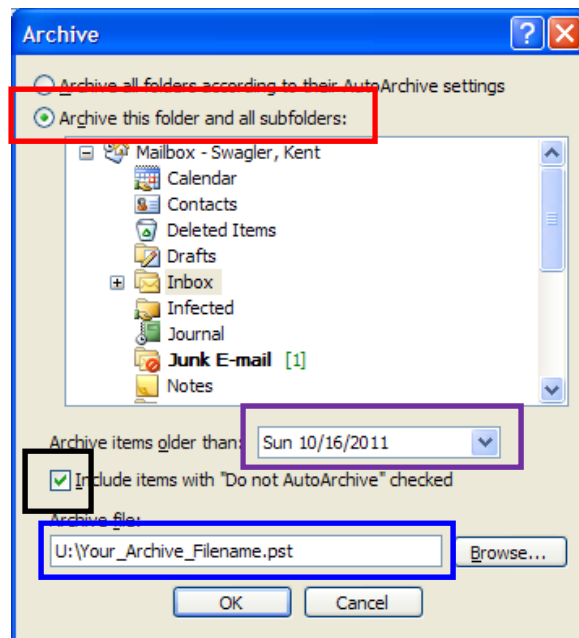 Archive
Archive all folders according to their AutoArchive settings
Archive this folder and all subfolders:
Mailbox - Swagler, Kent
Calendar
Contacts
Deleted Items
Drafts
Inbox
Infected
Journal
Junk E-mail [1]
Notes
Archive items older than: Sun 10/16/2011
Include items with "Do not AutoArchive" checked
Archive file:
U:\Your_Archive_Filename.pst Browse...
OK Cancel